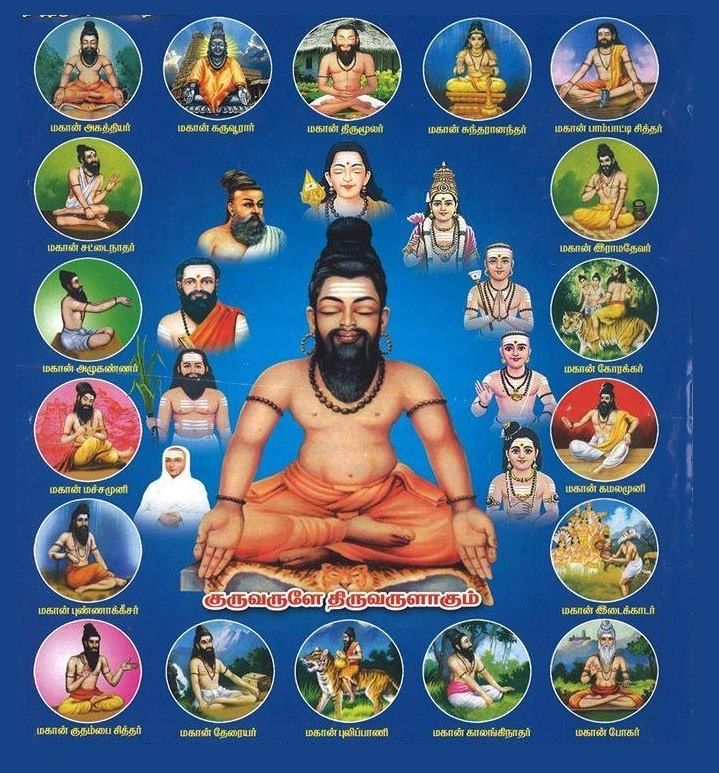 மகான் அகத்தியர்
மகான் கருவூரார்
மகான் திருமூலர்
மகான் சுந்தரானந்தர்
மகான் பாம்பாட்டி சித்தர்
மகான் சட்டைநாதர்
மகான் இராமதேவர்
மகான் அழுகண்ணர்
மகான் கோரக்கர்
மகான் மச்சமுனி
மகான் கமலமுனி
மகான் புண்ணாக்கீசர்
மகான் இடைக்காடர்
குருவருளே திருவருளாகும்
மகான் குதம்பை சித்தர்
மகான் தேரையர்
மகான் புலிப்பாணி
மகான் காலங்கிநாதர்
மகான் போகர்